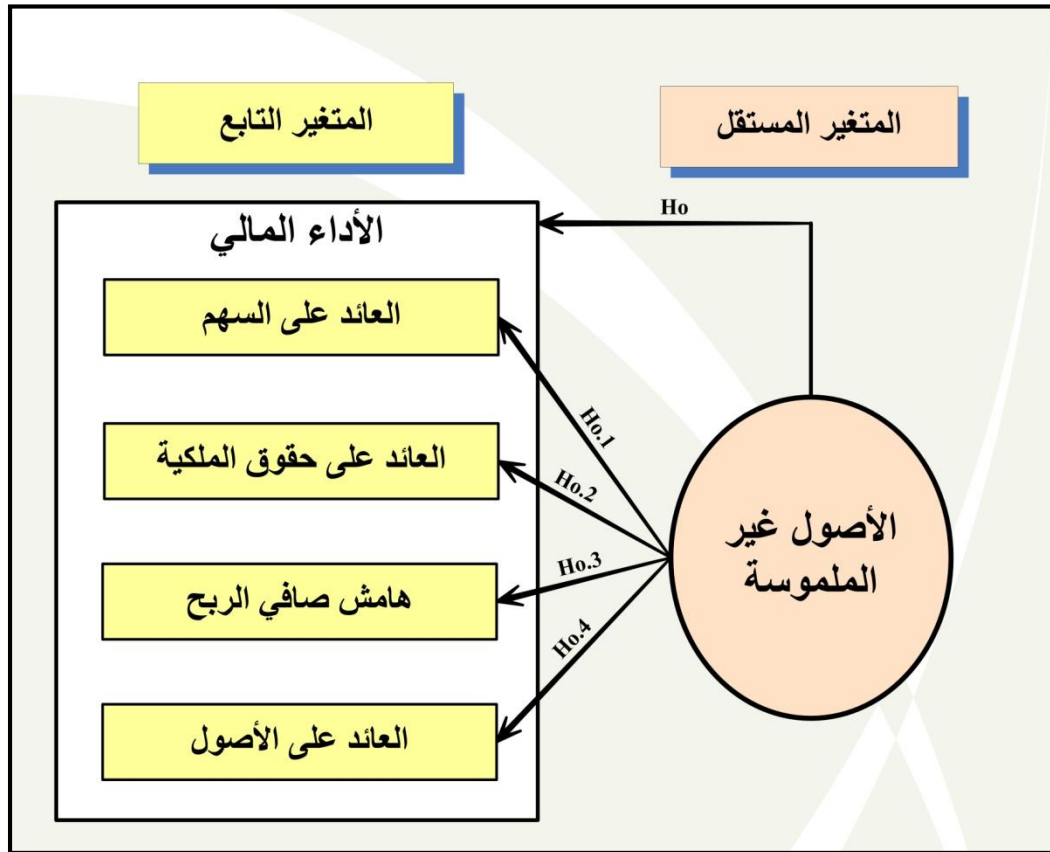 المتغير المستقل
المتغير التابع
Ho
الأداء المالي
العائد على السهم
Ho.1
العائد على حقوق الملكية
Ho.2
هامش صافي الربح
Ho.3
العائد على الأصول
Ho.4
الأصول غير
الملموسة